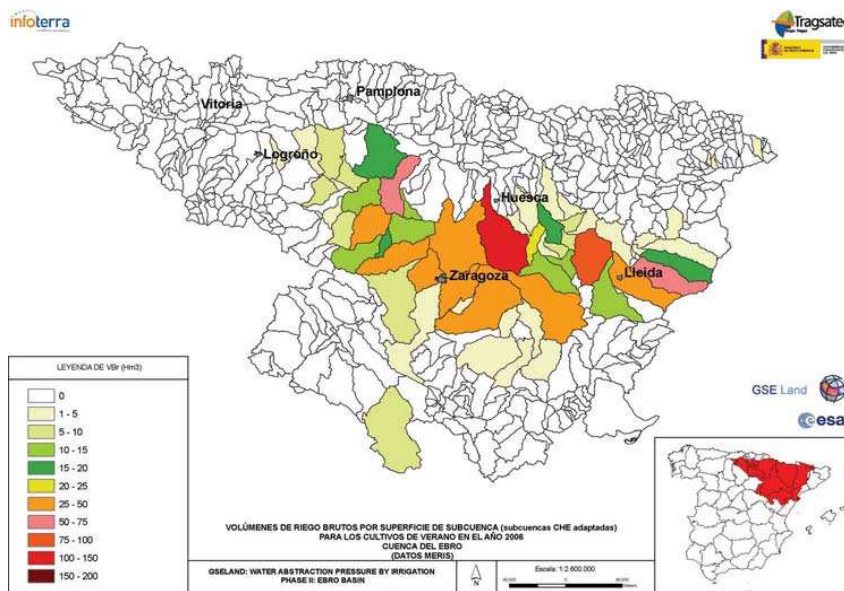 infoterra
Tragsatec
Vitoria
Pamplona
Logroño
Huesca
Zaragoza
Lleida
LEYENDA DE VBr (Hm3)
0
1 - 5
5 - 10
10 - 15
15 - 20
20 - 25
25 - 50
50 - 75
75 - 100
100 - 150
150 - 200
GSE Land
esa
VOLÚMENES DE RIEGO BRUTOS POR SUPERFICIE DE SUBCUENCA (subcuencas CHE adaptadas)
PARA LOS CULTIVOS DE VERANO EN EL AÑO 2006
CUENCA DEL EBRO
(DATOS MERIS)
GSELAND: WATER ABSTRACTION PRESSURE BY IRRIGATION
PHASE II: EBRO BASIN
N
Escala: 1:2.600.000
0